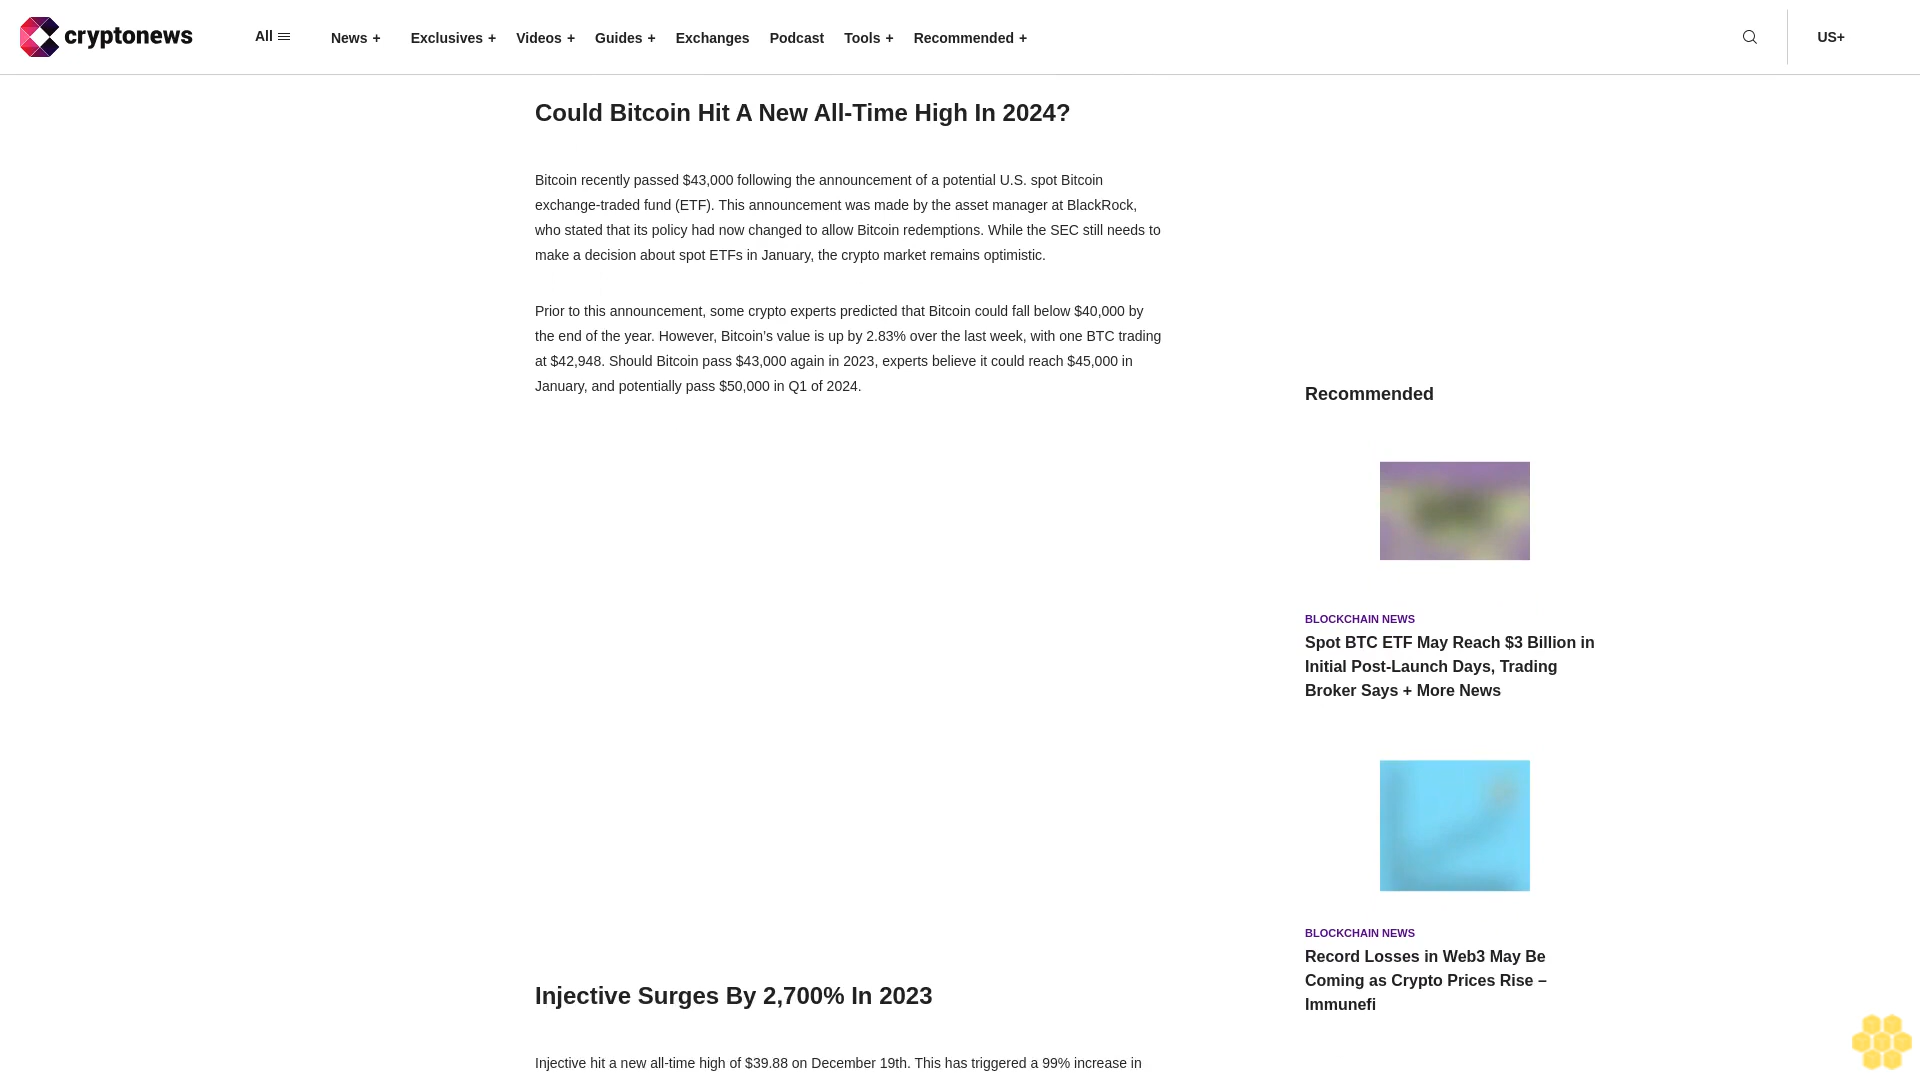 cryptonews
All
News +
Exclusives +
Videos +
Guides +
Exchanges
Podcast
Tools +
Recommended +
US+
Could Bitcoin Hit A New All-Time High In 2024?
Bitcoin recently passed $43,000 following the announcement of a potential U.S. spot Bitcoin
exchange-traded fund (ETF). This announcement was made by the asset manager at BlackRock,
who stated that its policy had now changed to allow Bitcoin redemptions. While the SEC still needs to
make a decision about spot ETFs in January, the crypto market remains optimistic.
Prior to this announcement, some crypto experts predicted that Bitcoin could fall below $40,000 by
the end of the year. However, Bitcoin’s value is up by 2.83% over the last week, with one BTC trading
at $42,948. Should Bitcoin pass $43,000 again in 2023, experts believe it could reach $45,000 in
January, and potentially pass $50,000 in Q1 of 2024.
Injective Surges By 2,700% In 2023
Injective hit a new all-time high of $39.88 on December 19th. This has triggered a 99% increase in
Recommended
BLOCKCHAIN NEWS
Spot BTC ETF May Reach $3 Billion in
Initial Post-Launch Days, Trading
Broker Says + More News
BLOCKCHAIN NEWS
Record Losses in Web3 May Be
Coming as Crypto Prices Rise –
Immunefi